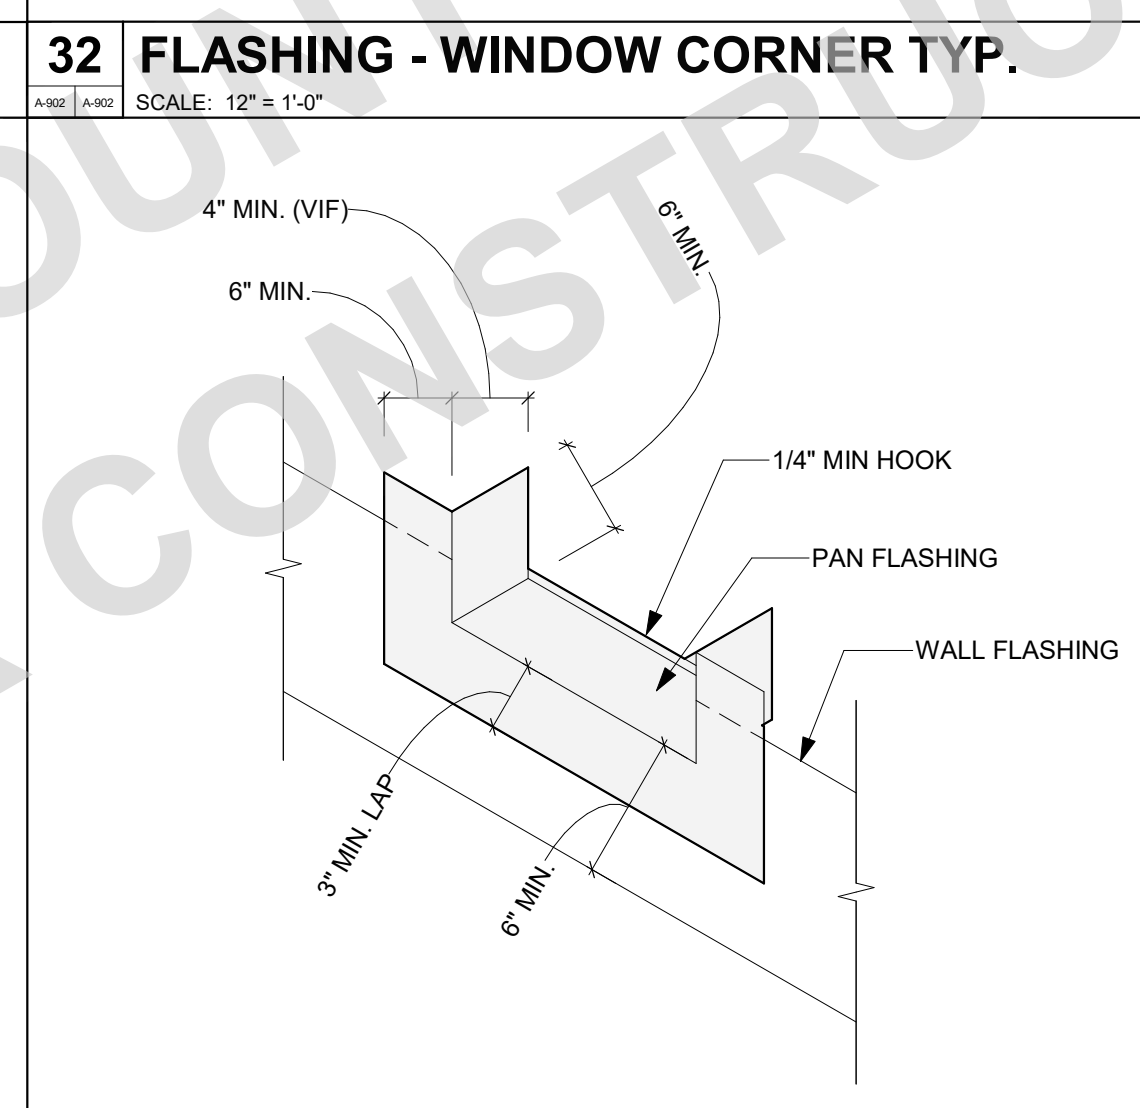 32 FLASHING - WINDOW CORNER TYP.
A-902 A-902 SCALE: 12" = 1'-0"
4" MIN. (VIF)
6" MIN.
6" MIN.
1/4" MIN HOOK
PAN FLASHING
WALL FLASHING
3" MIN. LAP
6" MIN.